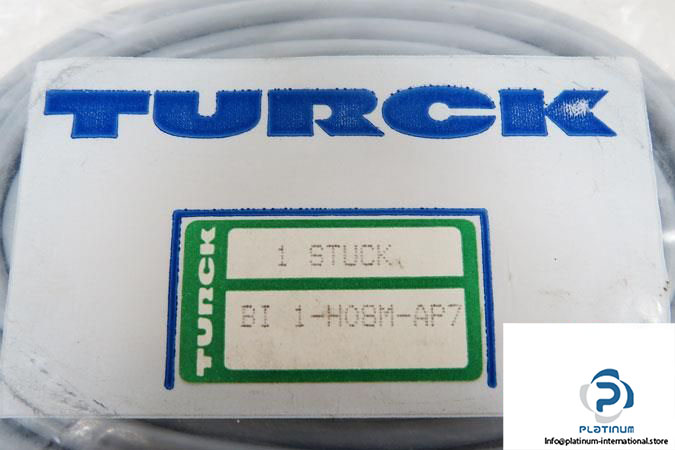 TURCK
TURCK
1 STUCK
BI 1-H08M-AP7
PLATINUM
Info@platinum-international.store